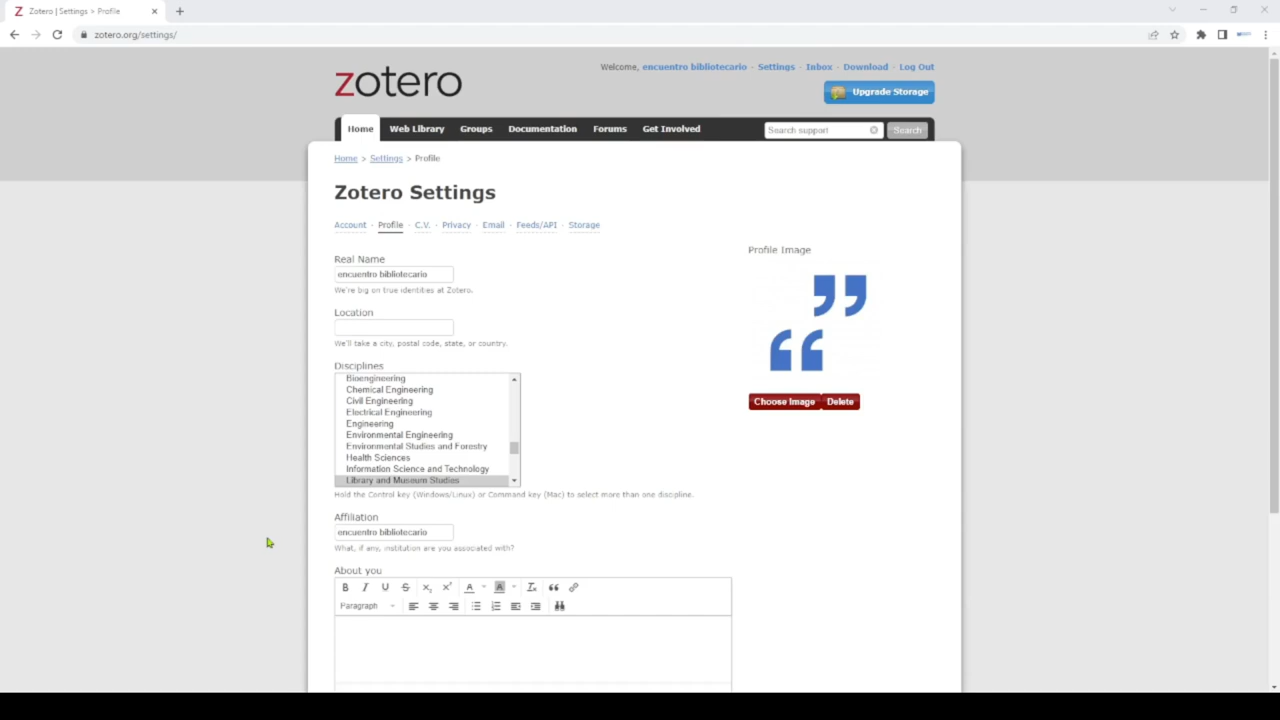 Zotero | Settings > Profile
zotero.org/settings/
zotero
Welcome, encuentro bibliotecario · Settings · Inbox · Download · Log Out
Upgrade Storage
Home Web Library Groups Documentation Forums Get Involved
Search support Search
Home > Settings > Profile
Zotero Settings
Account · Profile · C.V. · Privacy · Email · Feeds/API · Storage
Real Name
encuentro bibliotecario
We're big on true identities at Zotero.
Location
We'll take a city, postal code, state, or country.
Disciplines
Bioengineering
Chemical Engineering
Civil Engineering
Electrical Engineering
Engineering
Environmental Engineering
Environmental Studies and Forestry
Health Sciences
Information Science and Technology
Library and Museum Studies
Hold the Control key (Windows/Linux) or Command key (Mac) to select more than one discipline.
Affiliation
encuentro bibliotecario
What, if any, institution are you associated with?
About you
Paragraph
Profile Image
Choose Image Delete